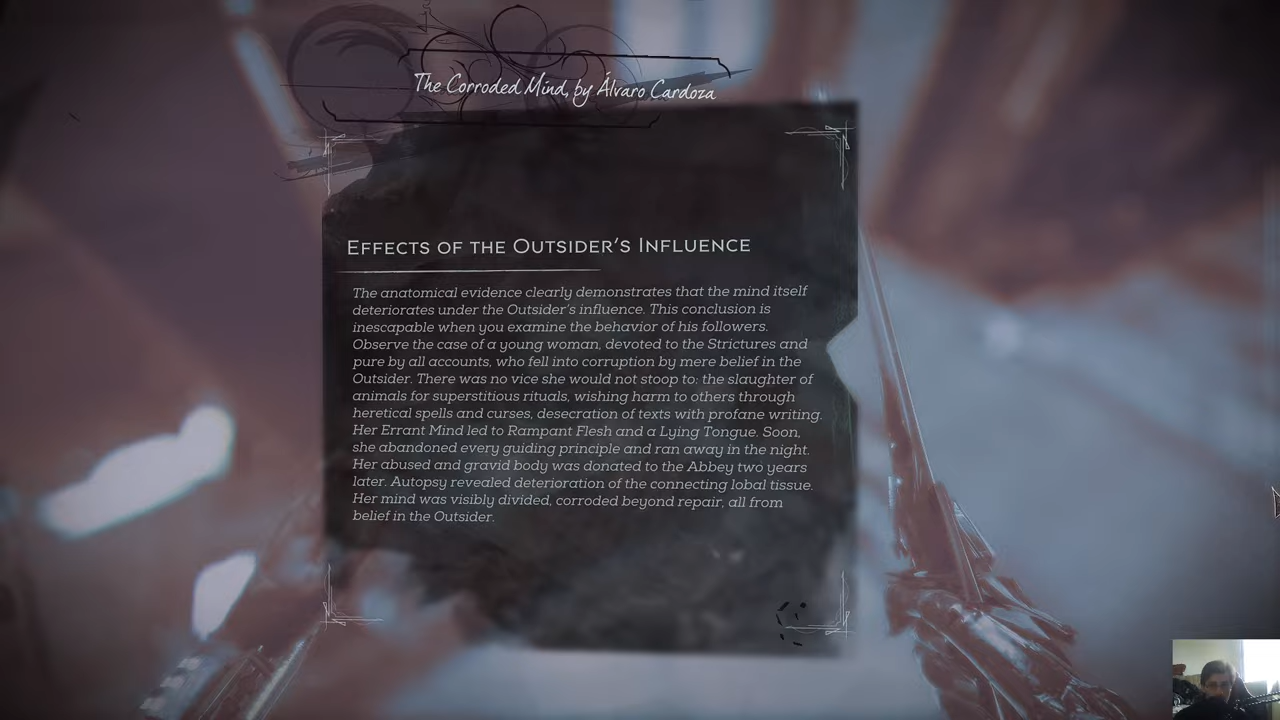 The Corroded Mind, by Álvaro Cardoza
Effects of the Outsider's Influence
The anatomical evidence clearly demonstrates that the mind itself
deteriorates under the Outsider's influence. This conclusion is
inescapable when you examine the behavior of his followers.
Observe the case of a young woman, devoted to the Strictures and
pure by all accounts, who fell into corruption by mere belief in the
Outsider. There was no vice she would not stoop to: the slaughter of
animals for superstitious rituals, wishing harm to others through
heretical spells and curses, desecration of texts with profane writing.
Her Errant Mind led to Rampant Flesh and a Lying Tongue. Soon,
she abandoned every guiding principle and ran away in the night.
Her abused and gravid body was donated to the Abbey two years
later. Autopsy revealed deterioration of the connecting lobal tissue.
Her mind was visibly divided, corroded beyond repair, all from
belief in the Outsider.